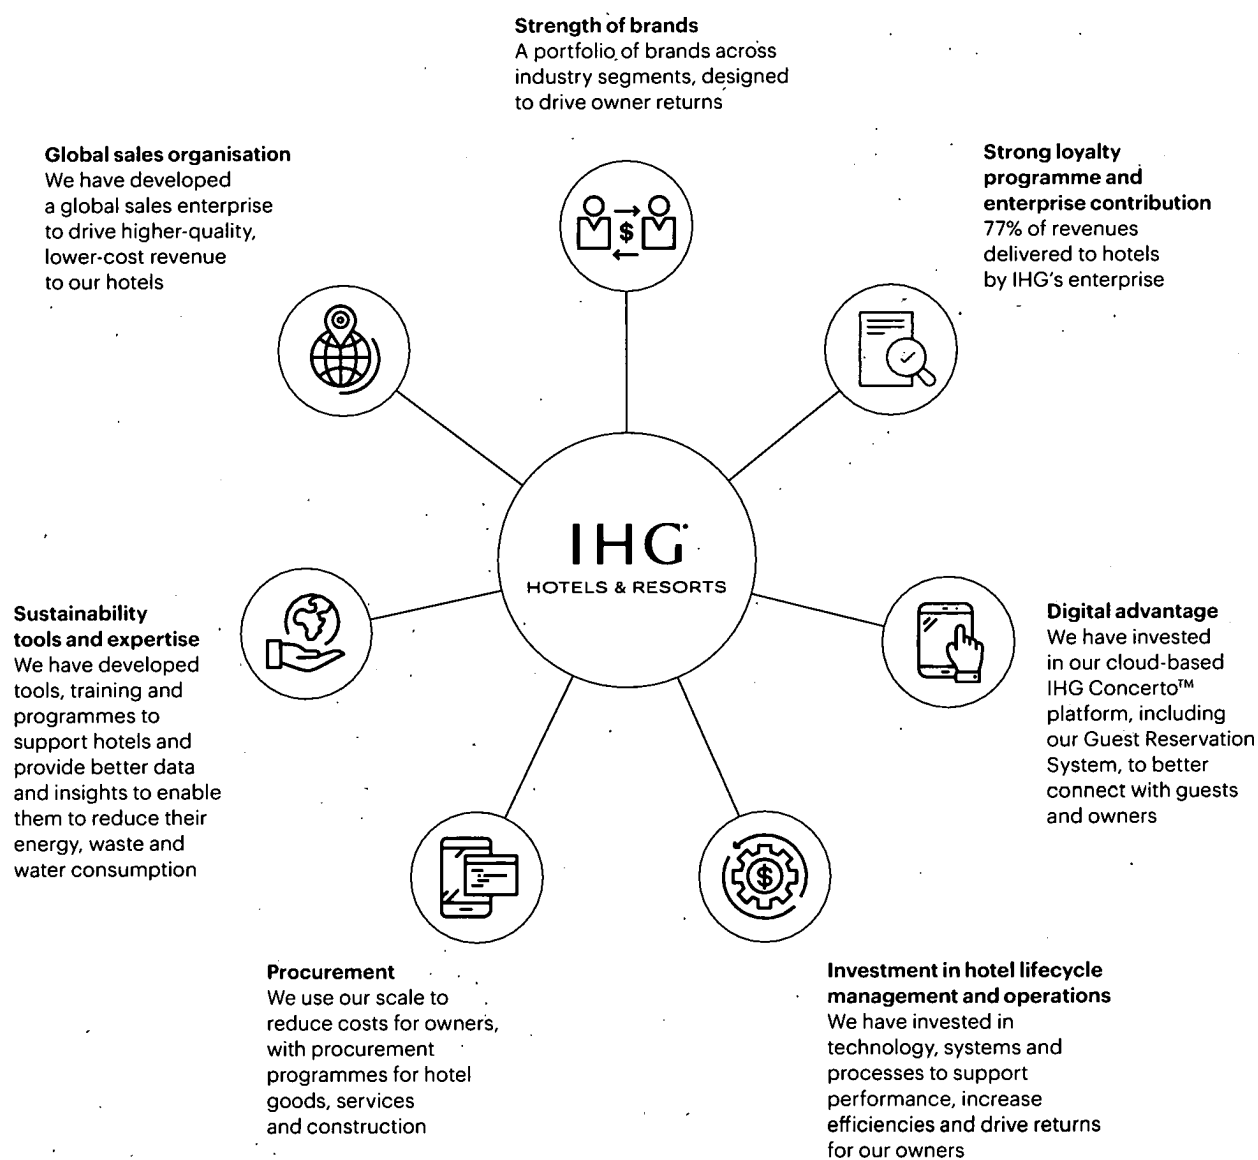 Strength of brands
A portfolio of brands across
industry segments, designed
to drive owner returns
Global sales organisation
We have developed
a global sales enterprise
to drive higher-quality,
lower-cost revenue
to our hotels
Strong loyalty
programme and
enterprise contribution
77% of revenues
delivered to hotels
by IHG's enterprise
$
IHG
HOTELS & RESORTS
Sustainability
tools and expertise
We have developed
tools, training and
programmes to
support hotels and
provide better data
and insights to enable
them to reduce their
energy, waste and
water consumption
Digital advantage
We have invested
in our cloud-based
IHG Concerto™
platform, including
our Guest Reservation
System, to better
connect with guests
and owners
$
Procurement
We use our scale to
reduce costs for owners,
with procurement
programmes for hotel
goods, services
and construction
Investment in hotel lifecycle
management and operations
We have invested in
technology, systems and
processes to support
performance, increase
efficiencies and drive returns
for our owners